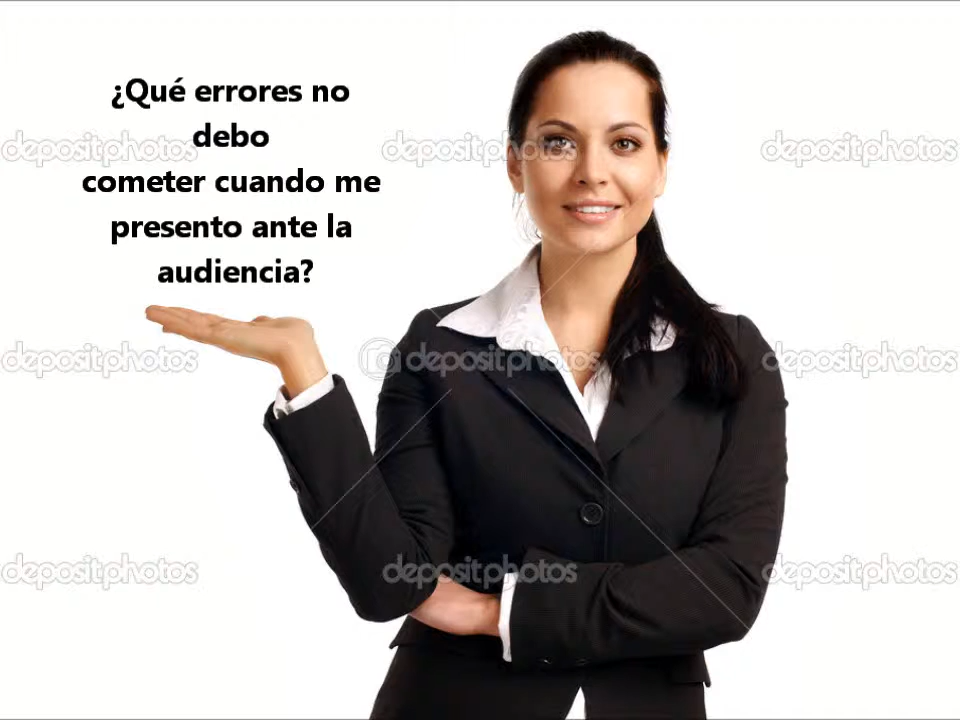 ¿Qué errores no
debo
cometer cuando me
presento ante la
audiencia?
depositphotos depositphotos depositphotos
depositphotos depositphotos depositphotos
depositphotos depositphotos depositphotos